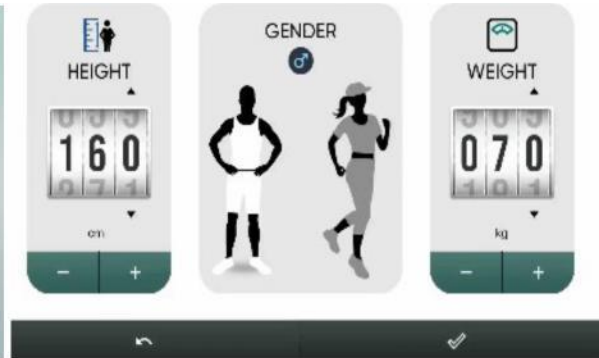 HEIGHT
160
cm
- +
GENDER
WEIGHT
070
kg
- +